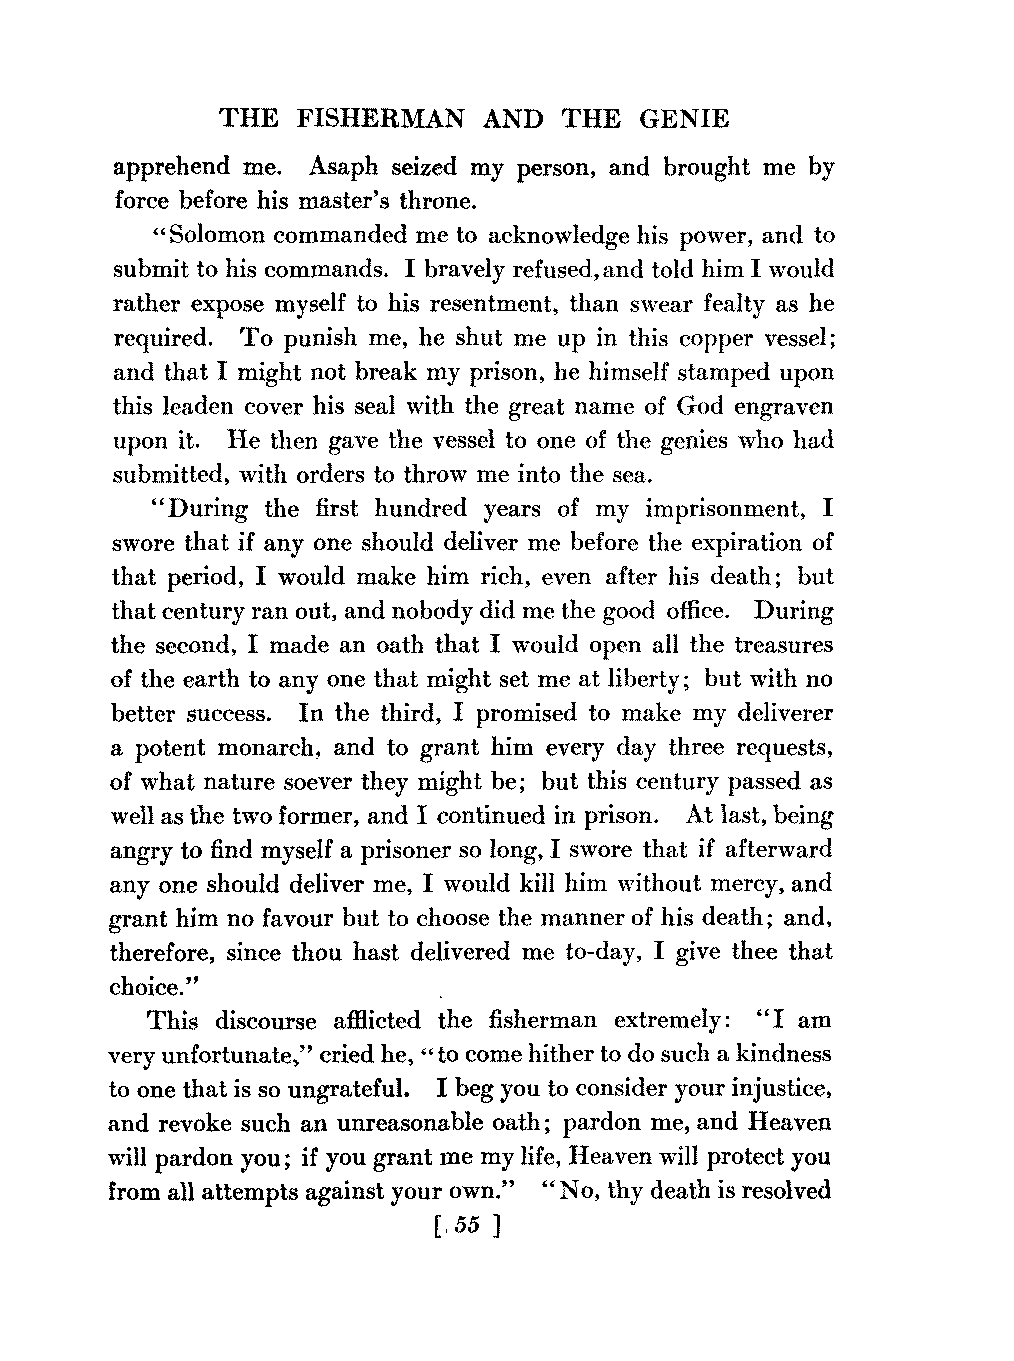 THE FISHERMAN AND THE GENIE
apprehend me. Asaph seized my person, and brought me by
force before his master's throne.
"Solomon commanded me to acknowledge his power, and to
submit to his commands. I bravely refused, and told him I would
rather expose myself to his resentment, than swear fealty as he
required. To punish me, he shut me up in this copper vessel;
and that I might not break my prison, he himself stamped upon
this leaden cover his seal with the great name of God engraven
upon it. He then gave the vessel to one of the genies who had
submitted, with orders to throw me into the sea.
"During the first hundred years of my imprisonment, I
swore that if any one should deliver me before the expiration of
that period, I would make him rich, even after his death; but
that century ran out, and nobody did me the good office. During
the second, I made an oath that I would open all the treasures
of the earth to any one that might set me at liberty; but with no
better success. In the third, I promised to make my deliverer
a potent monarch, and to grant him every day three requests,
of what nature soever they might be; but this century passed as
well as the two former, and I continued in prison. At last, being
angry to find myself a prisoner so long, I swore that if afterward
any one should deliver me, I would kill him without mercy, and
grant him no favour but to choose the manner of his death; and,
therefore, since thou hast delivered me to-day, I give thee that
choice."
This discourse afflicted the fisherman extremely: "I am
very unfortunate," cried he, "to come hither to do such a kindness
to one that is so ungrateful. I beg you to consider your injustice,
and revoke such an unreasonable oath; pardon me, and Heaven
will pardon you; if you grant me my life, Heaven will protect you
from all attempts against your own." "No, thy death is resolved
[ 55 ]